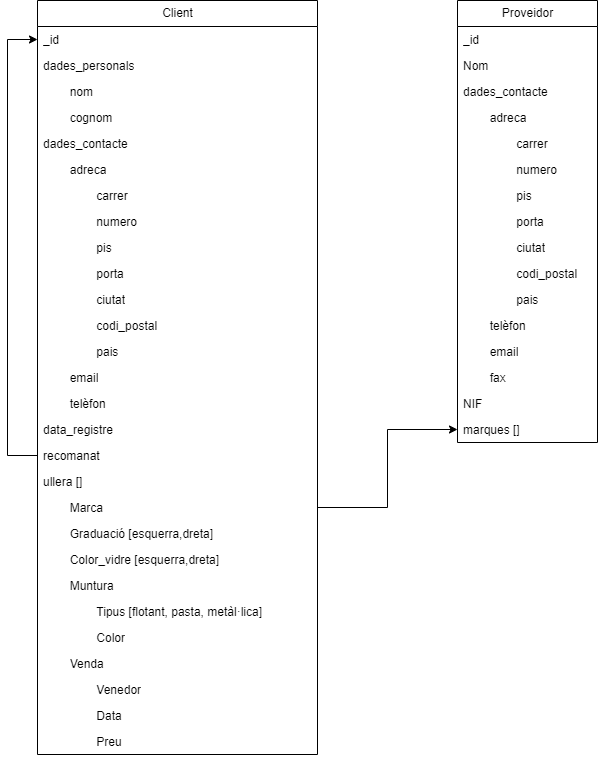 Client
_id
dades_personals
nom
cognom
dades_contacte
adreca
carrer
numero
pis
porta
ciutat
codi_postal
pais
email
telèfon
data_registre
recomanat
ullera []
Marca
Graduació [esquerra,dreta]
Color_vidre [esquerra,dreta]
Muntura
Tipus [flotant, pasta, metàl·lica]
Color
Venda
Venedor
Data
Preu
Proveidor
_id
Nom
dades_contacte
adreca
carrer
numero
pis
porta
ciutat
codi_postal
pais
telèfon
email
fax
NIF
marques []